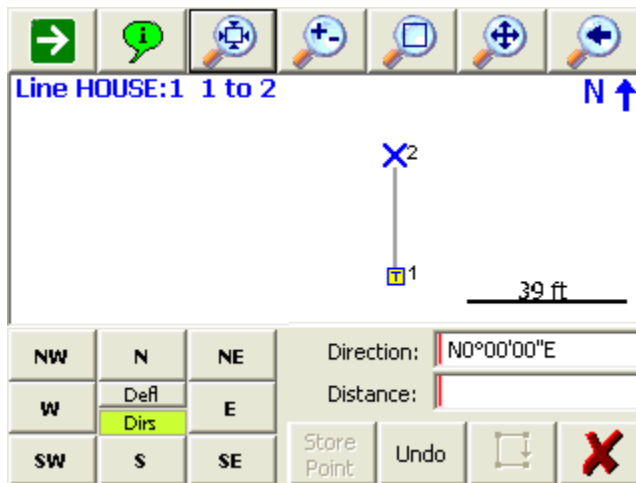 i
Line HOUSE:1 1 to 2
N
2
T
1
39 ft
NW N NE
Direction: N0°00'00"E
W Defl E
Dirs
Distance:
SW S SE
Store Point
Undo